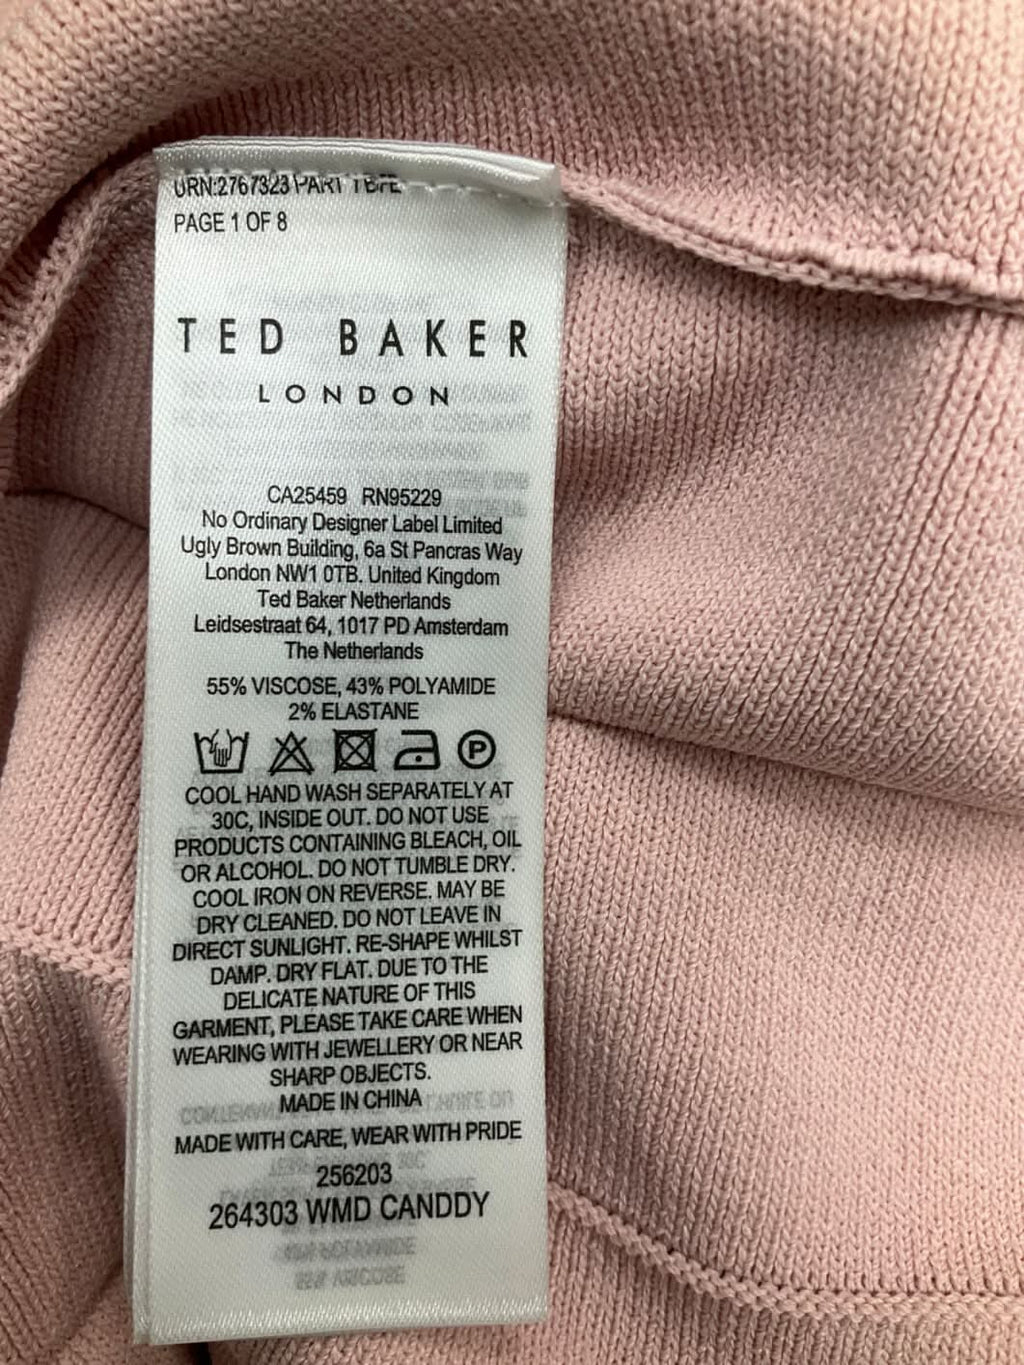 URN:2767323 PART
PAGE 1 OF 8
TED BAKER
LONDON
CA25459 RN95229
No Ordinary Designer Label Limited
Ugly Brown Building, 6a St Pancras Way
London NW1 0TB. United Kingdom
Ted Baker Netherlands
Leidsestraat 64, 1017 PD Amsterdam
The Netherlands
55% VISCOSE, 43% POLYAMIDE
2% ELASTANE
P
COOL HAND WASH SEPARATELY AT
30C, INSIDE OUT. DO NOT USE
PRODUCTS CONTAINING BLEACH, OIL
OR ALCOHOL. DO NOT TUMBLE DRY.
COOL IRON ON REVERSE. MAY BE
DRY CLEANED. DO NOT LEAVE IN
DIRECT SUNLIGHT. RE-SHAPE WHILST
DAMP. DRY FLAT. DUE TO THE
DELICATE NATURE OF THIS
GARMENT, PLEASE TAKE CARE WHEN
WEARING WITH JEWELLERY OR NEAR
SHARP OBJECTS.
MADE IN CHINA
MADE WITH CARE, WEAR WITH PRIDE
256203
264303 WMD CANDDY